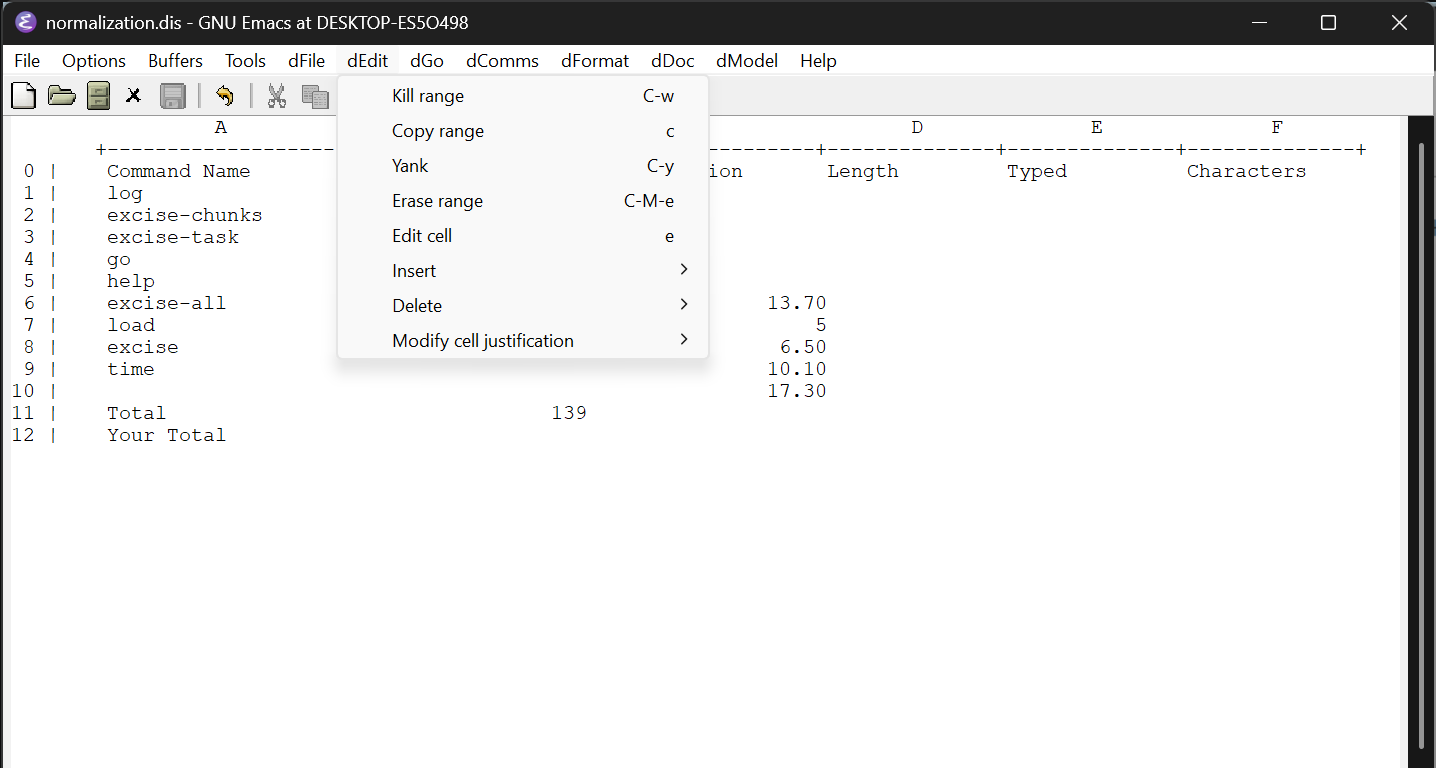 normalization.dis - GNU Emacs at DESKTOP-ES5O498
File Options Buffers Tools dFile dEdit dGo dComms dFormat dDoc dModel Help
Kill range C-w
Copy range c
Yank C-y
Erase range C-M-e
Edit cell e
Insert
Delete
Modify cell justification
A D E F
+------------------- ---------+--------------+--------------+--------------+
0 | Command Name ion Length Typed Characters
1 | log
2 | excise-chunks
3 | excise-task
4 | go
5 | help
6 | excise-all 13.70
7 | load 5
8 | excise 6.50
9 | time 10.10
10 | 17.30
11 | Total 139
12 | Your Total